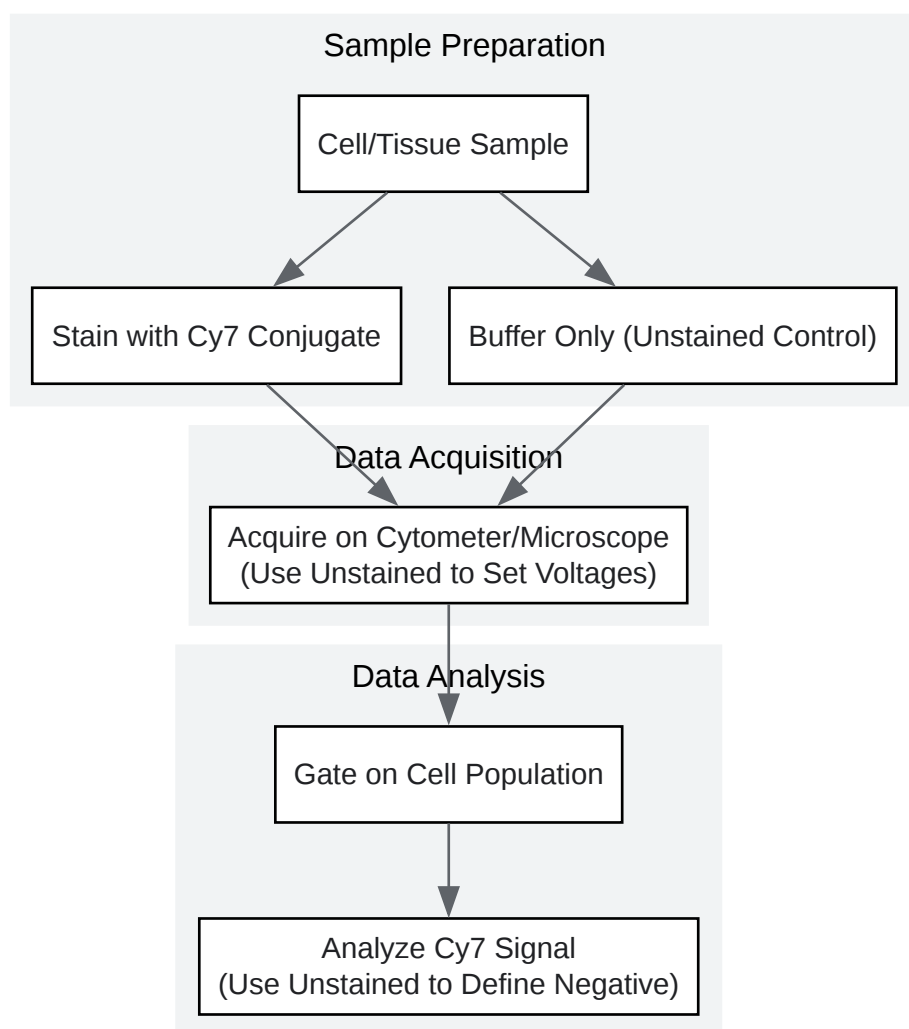 Sample Preparation
Cell/Tissue Sample
Stain with Cy7 Conjugate
Buffer Only (Unstained Control)
Data Acquisition
Acquire on Cytometer/Microscope
(Use Unstained to Set Voltages)
Data Analysis
Gate on Cell Population
Analyze Cy7 Signal
(Use Unstained to Define Negative)